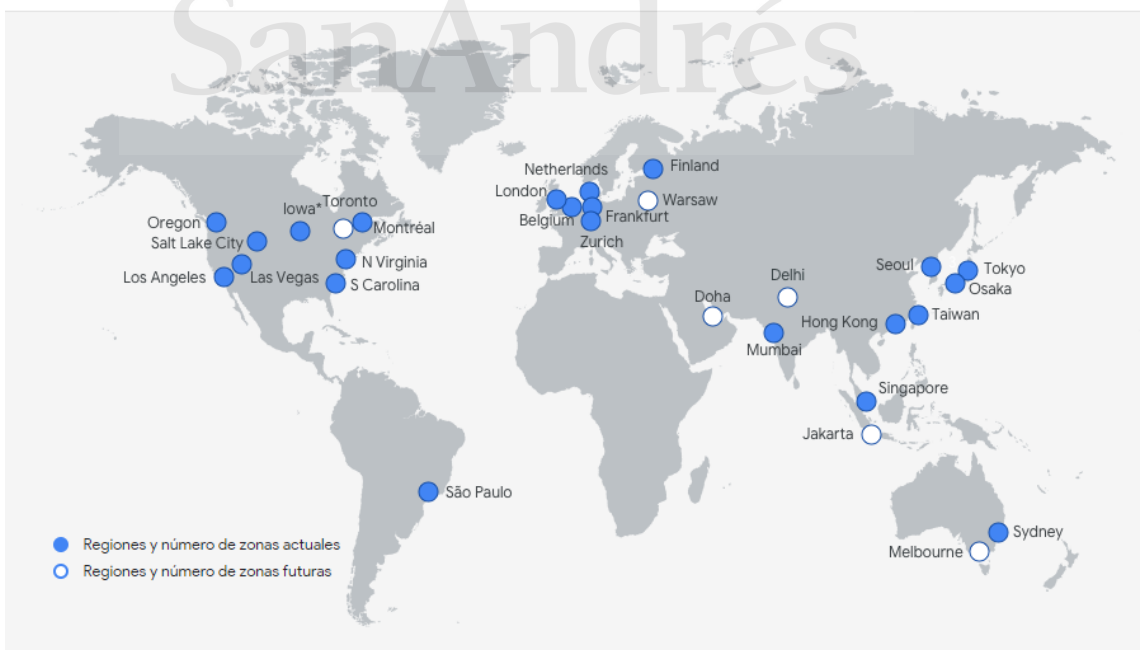 SanAndrés
Netherlands
Finland
London
Warsaw
Belgium
Frankfurt
Zurich
Iowa*
Toronto
Oregon
Montréal
Salt Lake City
N Virginia
Los Angeles
Las Vegas
S Carolina
Seoul
Tokyo
Osaka
Delhi
Doha
Taiwan
Hong Kong
Mumbai
Singapore
Jakarta
São Paulo
Sydney
Melbourne
Regiones y número de zonas actuales
Regiones y número de zonas futuras